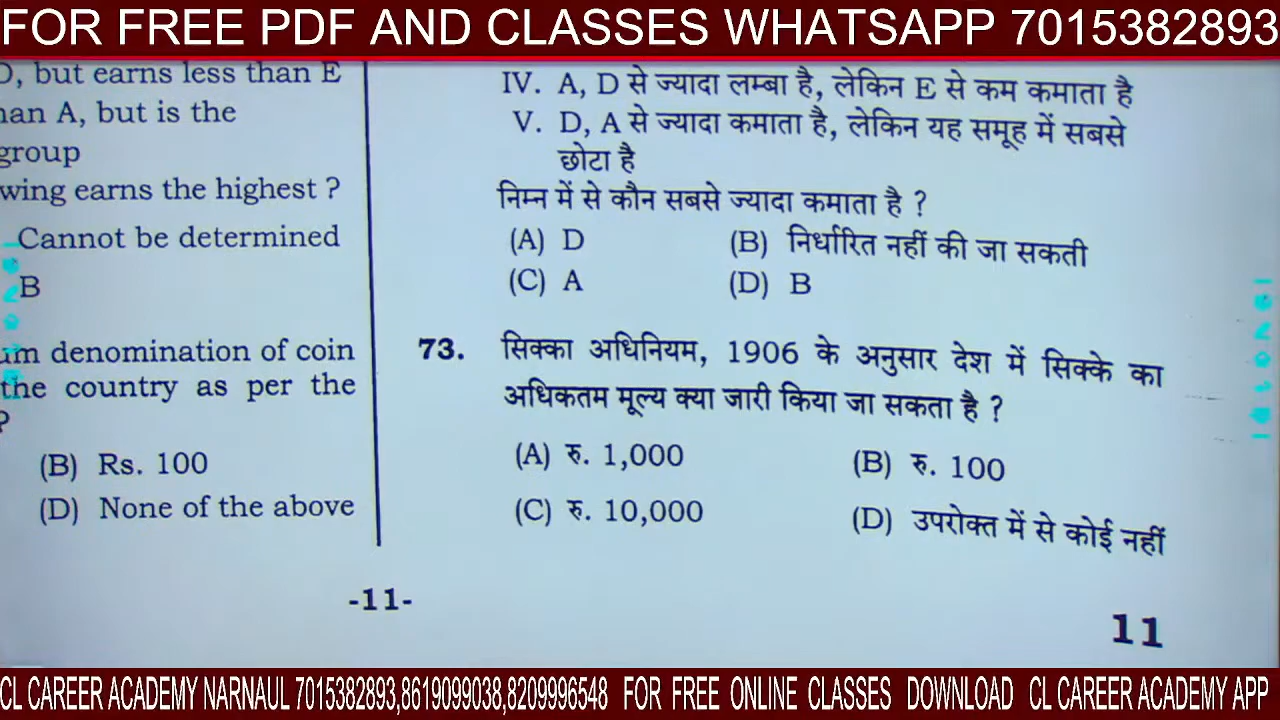 FOR FREE PDF AND CLASSES WHATSAPP 7015382893
, but earns less than E
A, but is the
group
earns the highest ?
Cannot be determined
B
denomination of coin
the country as per the
?
(B) Rs. 100
(D) None of the above
IV. A, D से ज्यादा लम्बा है, लेकिन E से कम कमाता है
V. D, A से ज्यादा कमाता है, लेकिन यह समूह में सबसे
छोटा है
निम्न में से कौन सबसे ज्यादा कमाता है ?
(A) D (B) निर्धारित नहीं की जा सकती
(C) A (D) B
73. सिक्का अधिनियम, 1906 के अनुसार देश में सिक्के का
अधिकतम मूल्य क्या जारी किया जा सकता है ?
(A) रु. 1,000 (B) रु. 100
(C) रु. 10,000 (D) उपरोक्त में से कोई नहीं
-11-
11
CL CAREER ACADEMY NARNAUL 7015382893,8619099038,8209996548 FOR FREE ONLINE CLASSES DOWNLOAD CL CAREER ACADEMY APP